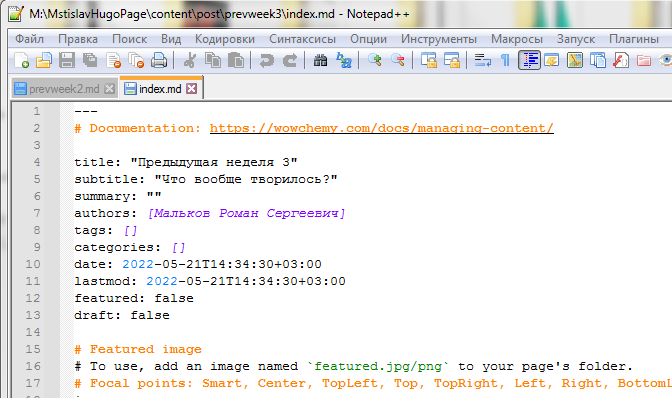 M:\MstislavHugoPage\content\post\prevweek3\index.md - Notepad++
Файл Правка Поиск Вид Кодировки Синтаксисы Опции Инструменты Макросы Запуск Плагины
prevweek2.md index.md
1 ---
2 # Documentation: https://wowchemy.com/docs/managing-content/
3
4 title: "Предыдущая неделя 3"
5 subtitle: "Что вообще творилось?"
6 summary: ""
7 authors: [Мальков Роман Сергеевич]
8 tags: []
9 categories: []
10 date: 2022-05-21T14:34:30+03:00
11 lastmod: 2022-05-21T14:34:30+03:00
12 featured: false
13 draft: false
14
15 # Featured image
16 # To use, add an image named `featured.jpg/png` to your page's folder.
17 # Focal points: Smart, Center, TopLeft, Top, TopRight, Left, Right, BottomL